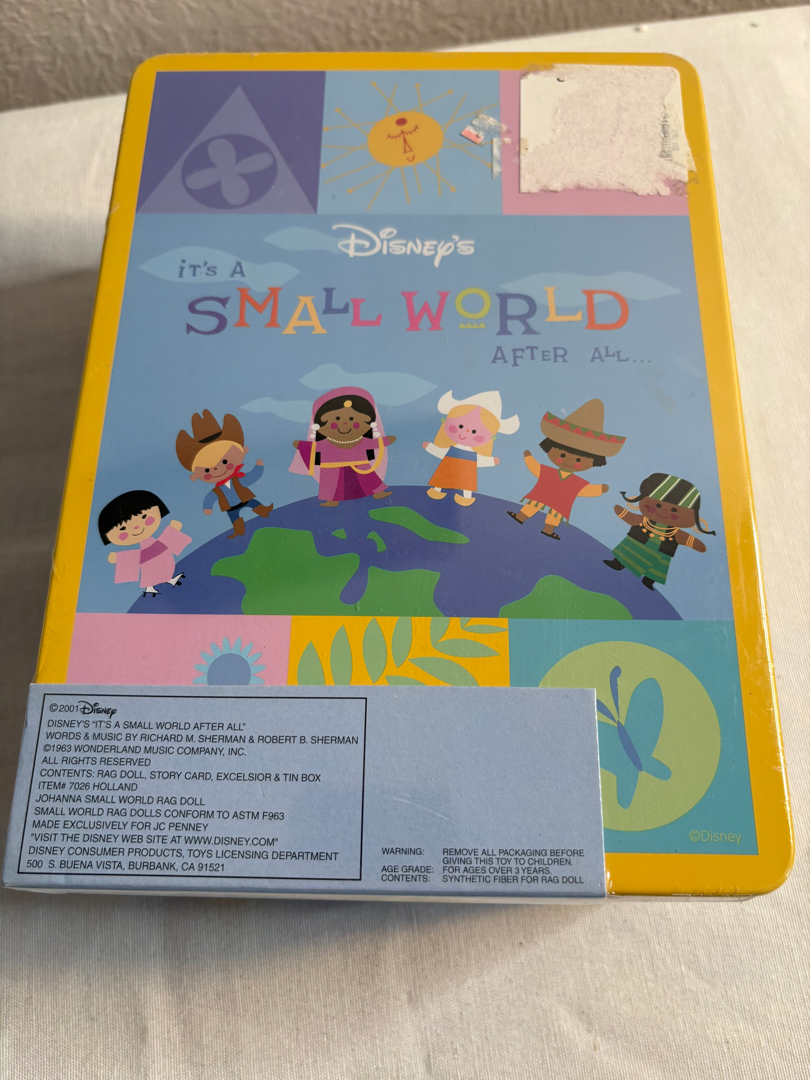 Disney's
IT'S A
SMALL WORLD
AFTER ALL...
©2001 Disney
DISNEY'S "IT'S A SMALL WORLD AFTER ALL"
WORDS & MUSIC BY RICHARD M. SHERMAN & ROBERT B. SHERMAN
©1963 WONDERLAND MUSIC COMPANY, INC.
ALL RIGHTS RESERVED
CONTENTS: RAG DOLL, STORY CARD, EXCELSIOR & TIN BOX
ITEM# 7026 HOLLAND
JOHANNA SMALL WORLD RAG DOLL
SMALL WORLD RAG DOLLS CONFORM TO ASTM F963
MADE EXCLUSIVELY FOR JC PENNEY
"VISIT THE DISNEY WEB SITE AT WWW.DISNEY.COM"
DISNEY CONSUMER PRODUCTS, TOYS LICENSING DEPARTMENT
500 S. BUENA VISTA, BURBANK, CA 91521
WARNING: REMOVE ALL PACKAGING BEFORE
GIVING THIS TOY TO CHILDREN.
AGE GRADE: FOR AGES OVER 3 YEARS.
CONTENTS: SYNTHETIC FIBER FOR RAG DOLL
©Disney